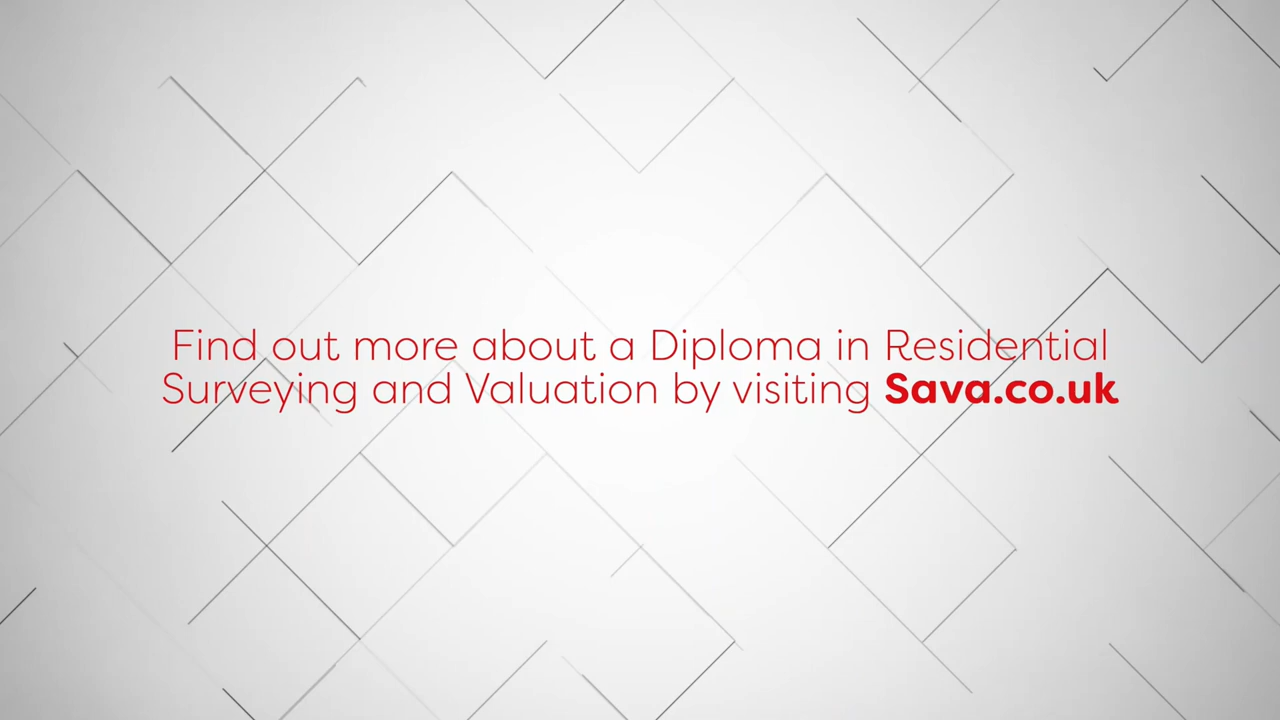 Find out more about a Diploma in Residential
Surveying and Valuation by visiting Sava.co.uk